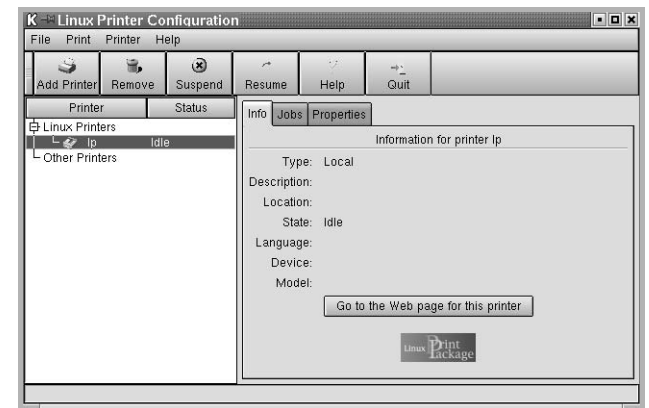 K Linux Printer Configuration
File Print Printer Help
Add Printer Remove Suspend Resume Help Quit
Printer Status
Linux Printers
lp Idle
Other Printers
Info Jobs Properties
Information for printer lp
Type: Local
Description:
Location:
State: Idle
Language:
Device:
Model:
Go to the Web page for this printer
Linux Print Package